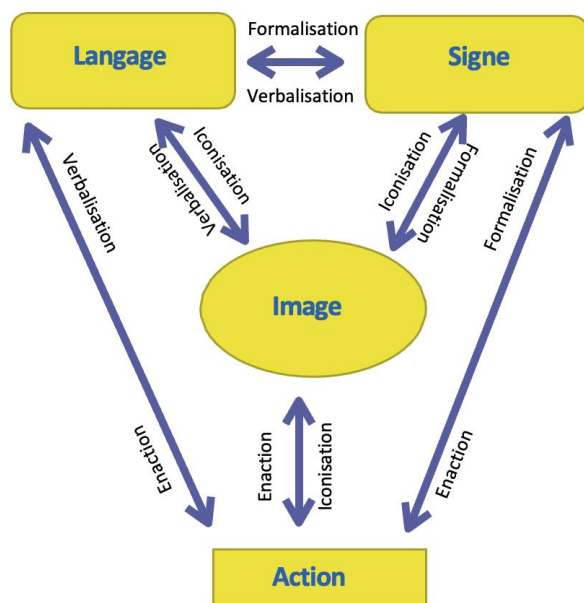 Formalisation
Langage
Signe
Verbalisation
Iconisation
Verbalisation
Iconisation
Formalisation
Verbalisation
Formalisation
Image
Enaction
Enaction
Iconisation
Enaction
Action